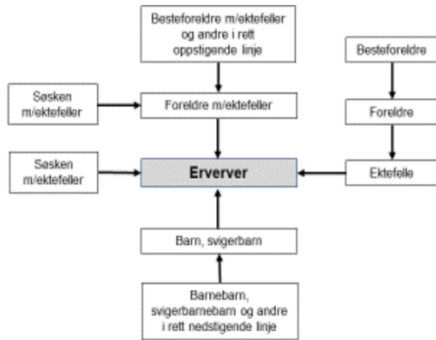 Besteforeldre m/ektefeller
og andre i rett
oppstigende linje
Besteforeldre
Søsken
m/ektefeller
Foreldre m/ektefeller
Foreldre
Søsken
m/ektefeller
Erverver
Ektefelle
Barn, svigerbarn
Barnebarn,
svigerbarnebarn og andre
i rett nedstigende linje